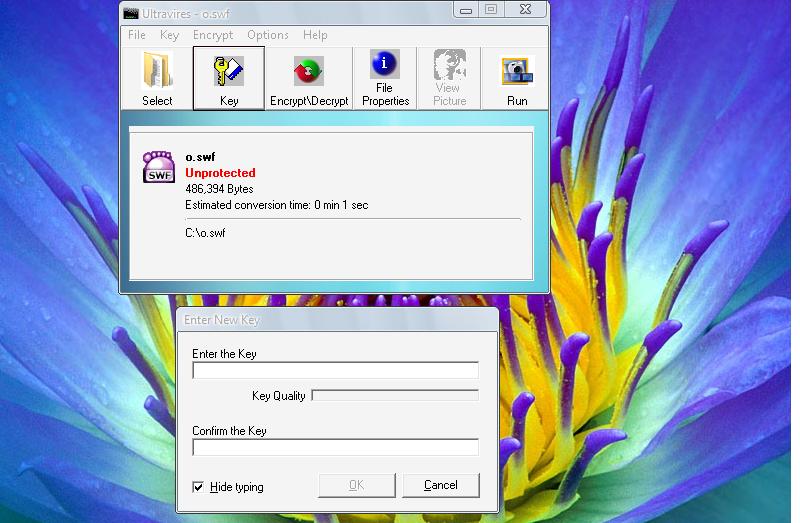 Ultravires - o.swf
File Key Encrypt Options Help
Select
Key
Encrypt\Decrypt
File
Properties
View
Picture
Run
SWF
o.swf
Unprotected
486,394 Bytes
Estimated conversion time: 0 min 1 sec
C:\o.swf
Enter New Key
Enter the Key
Key Quality
Confirm the Key
Hide typing
OK
Cancel